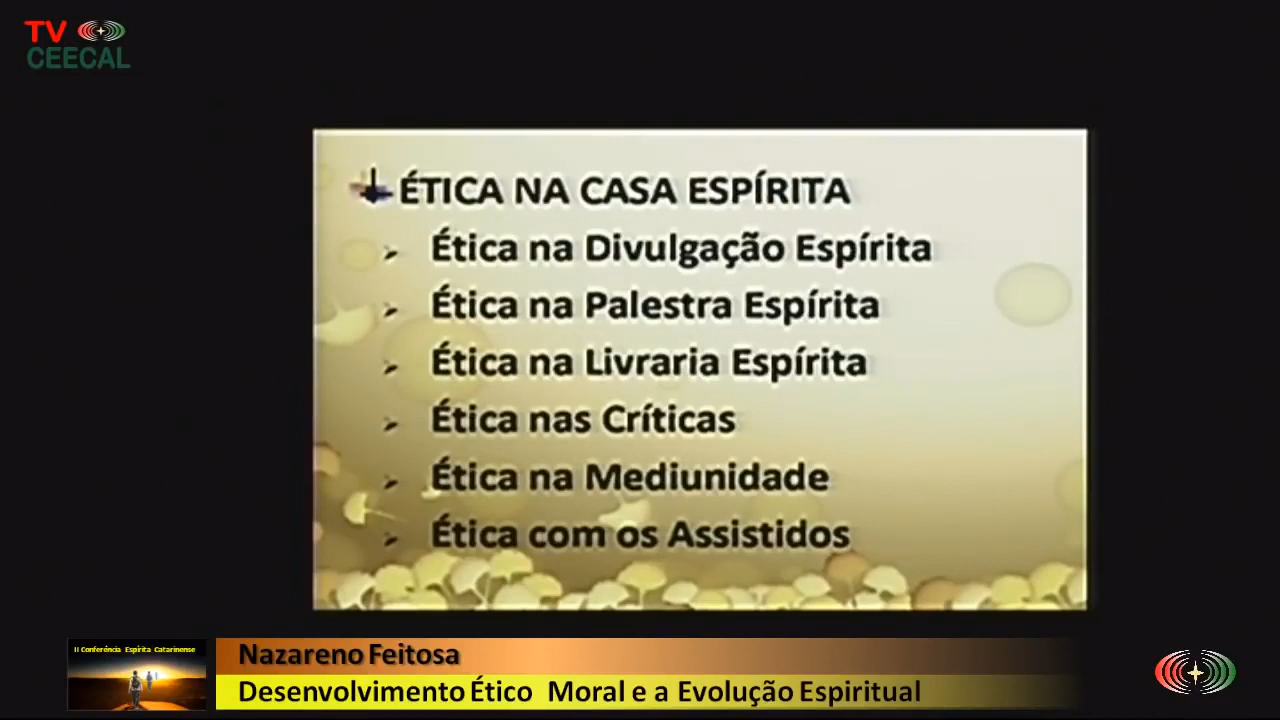 TV
CEECAL
ÉTICA NA CASA ESPÍRITA
Ética na Divulgação Espírita
Ética na Palestra Espírita
Ética na Livraria Espírita
Ética nas Críticas
Ética na Mediunidade
Ética com os Assistidos
II Conferência Espírita Catarinense
Nazareno Feitosa
Desenvolvimento Ético Moral e a Evolução Espiritual